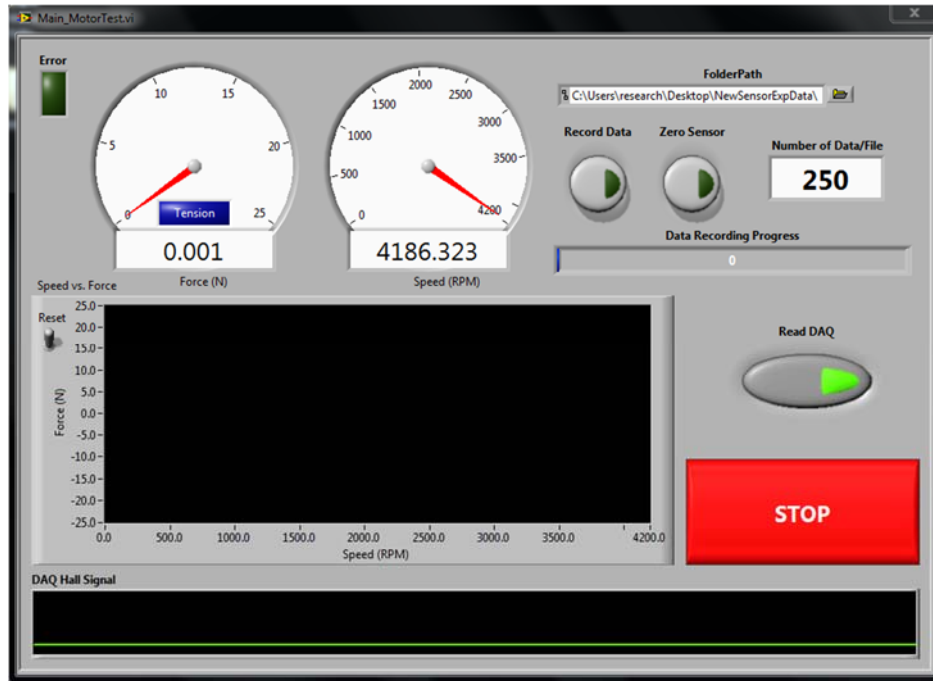 Main_MotorTest.vi
Error
0
5
10
15
20
25
Tension
0.001
Force (N)
0
500
1000
1500
2000
2500
3000
3500
4200
4186.323
Speed (RPM)
FolderPath
C:\Users\research\Desktop\NewSensorExpData\
Record Data
Zero Sensor
Number of Data/File
250
Data Recording Progress
0
Speed vs. Force
Reset
Force (N)
25.0
20.0
15.0
10.0
5.0
0.0
-5.0
-10.0
-15.0
-20.0
-25.0
0.0 500.0 1000.0 1500.0 2000.0 2500.0 3000.0 3500.0 4200.0
Speed (RPM)
Read DAQ
STOP
DAQ Hall Signal